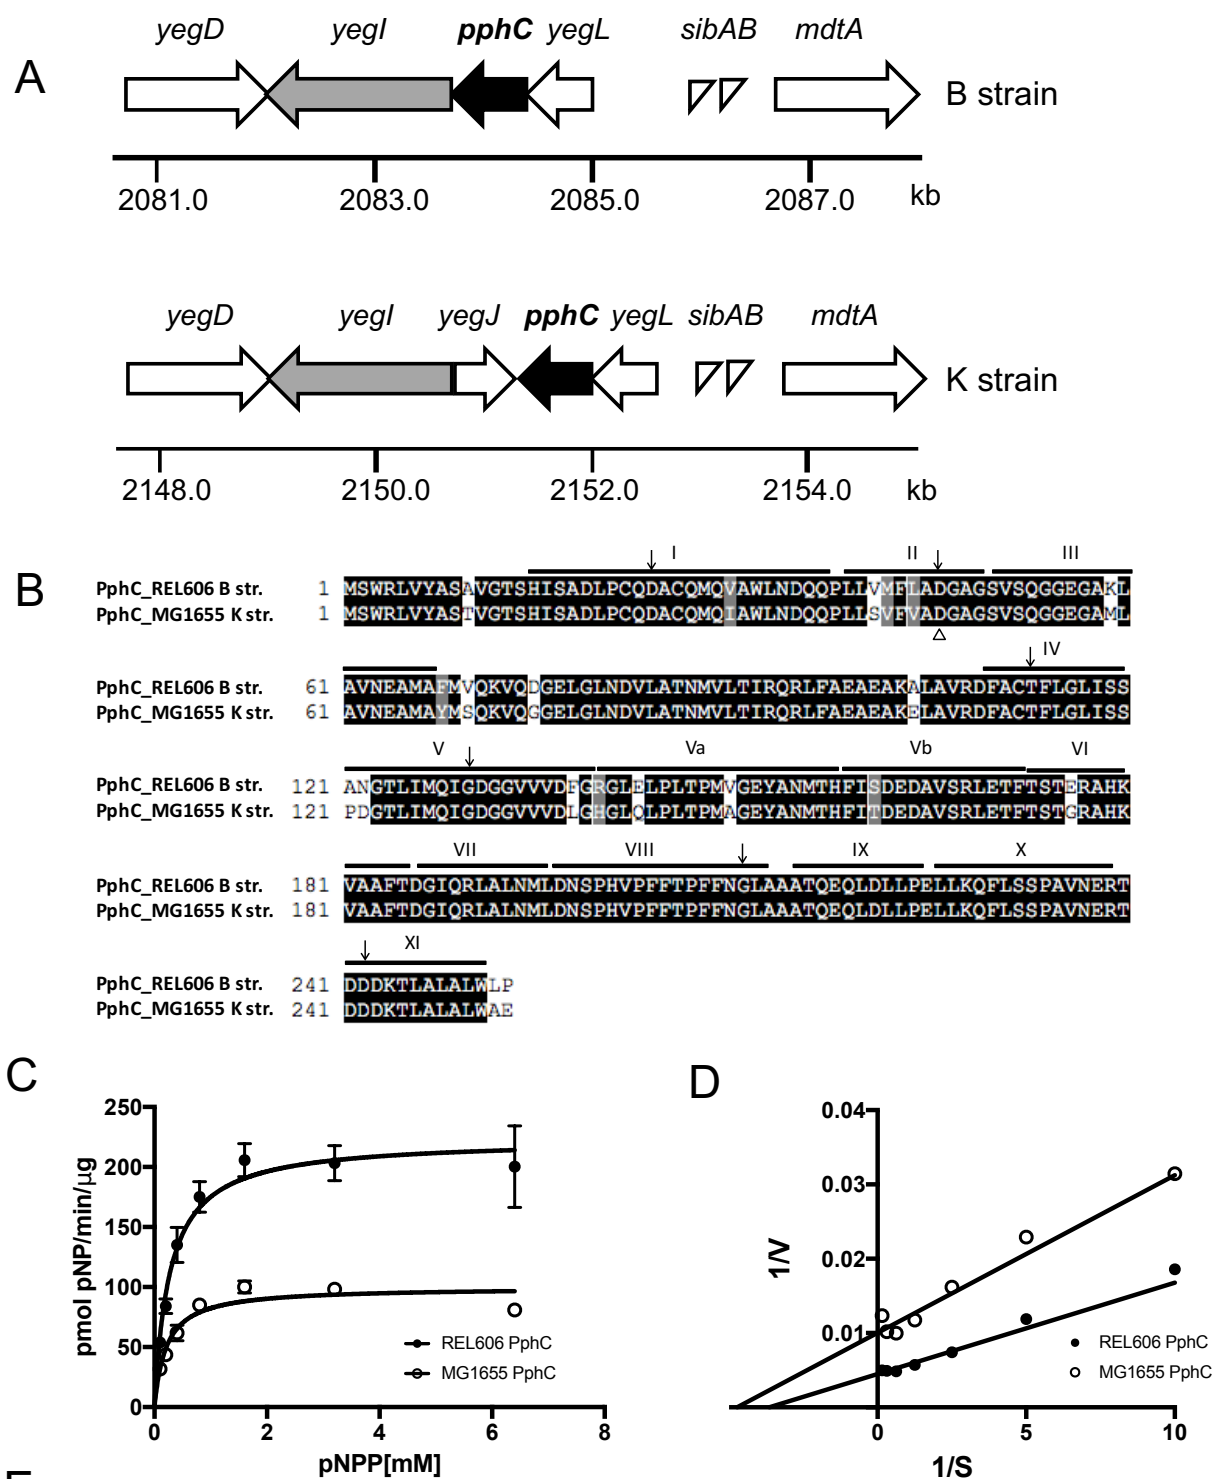 A
yegD yegI pphC yegL sibAB mdtA
B strain
2081.0 2083.0 2085.0 2087.0 kb
yegD yegI yegJ pphC yegL sibAB mdtA
K strain
2148.0 2150.0 2152.0 2154.0 kb
B
I II III
PphC_REL606 B str. 1 MSWRLVYASAVGTSHISADLPCQDACQMQVAWLNDQQPLLVMFLADGAGSVSQGGEGAKL
PphC_MG1655 K str. 1 MSWRLVYASTVGTSHISADLPCQDACQMQIAWLNDQQPLLSVFVADGAGSVSQGGEGAML
IV
PphC_REL606 B str. 61 AVNEAMAFMVQKVQDGELGLNDVLATNMVLTIRQRLFAEAEAKALAVRDFACTFLGLISS
PphC_MG1655 K str. 61 AVNEAMAYMSQKVQGGELGLNDVLATNMVLTIRQRLFAEAEAKELAVRDFACTFLGLISS
V Va Vb VI
PphC_REL606 B str. 121 ANGTLIMQIGDGGVVVDFGRGLELPLTPMVGEYANMTHFISDEDAVSRLETFTSTERAHK
PphC_MG1655 K str. 121 PDGTLIMQIGDGGVVVDLGHGLQLPLTPMAGEYANMTHFITDEDAVSRLETFTSTGRAHK
VII VIII IX X
PphC_REL606 B str. 181 VAAFTDGIQRLALNMLDNSPHVPFFTPFFNGLAAATQEQLDLLPELLKQFLSSPAVNERT
PphC_MG1655 K str. 181 VAAFTDGIQRLALNMLDNSPHVPFFTPFFNGLAAATQEQLDLLPELLKQFLSSPAVNERT
XI
PphC_REL606 B str. 241 DDDKTLALALWLP
PphC_MG1655 K str. 241 DDDKTLALALWAE
C
pmol pNP/min/µg
250
200
150
100
50
0
0 2 4 6 8
pNPP[mM]
REL606 PphC
MG1655 PphC
D
1/V
0.04
0.03
0.02
0.01
0 5 10
1/S
REL606 PphC
MG1655 PphC